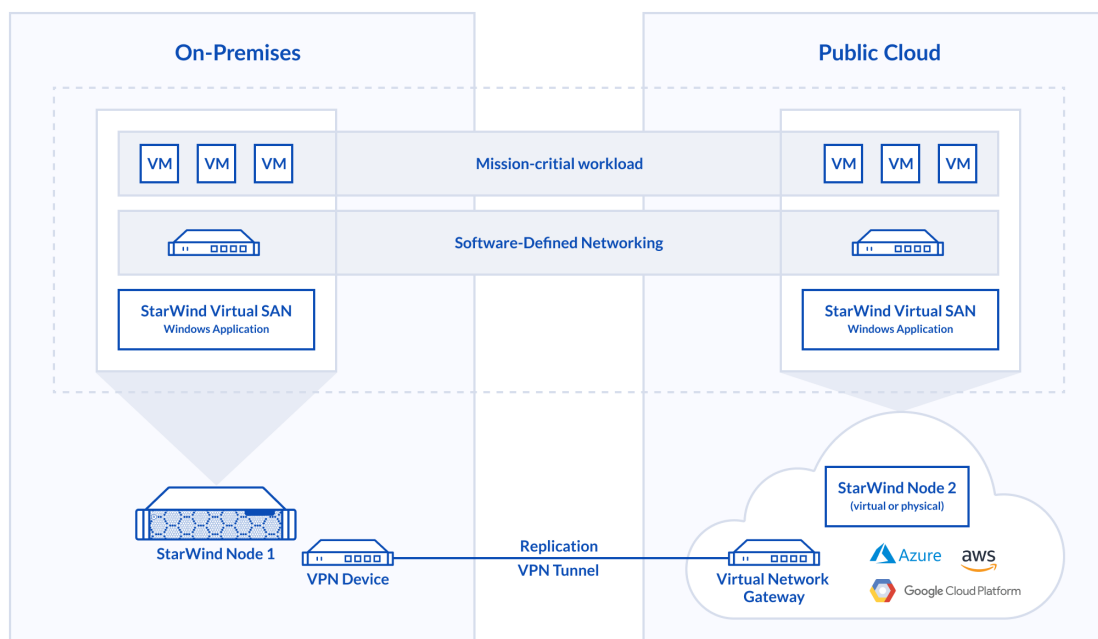 On-Premises
Public Cloud
VM VM VM
Mission-critial workload
VM VM VM
Software-Defined Networking
StarWind Virtual SAN
Windows Application
StarWind Virtual SAN
Windows Application
StarWind Node 1
VPN Device
Replication
VPN Tunnel
Virtual Network
Gateway
StarWind Node 2
(virtual or physical)
Azure
aws
Google Cloud Platform